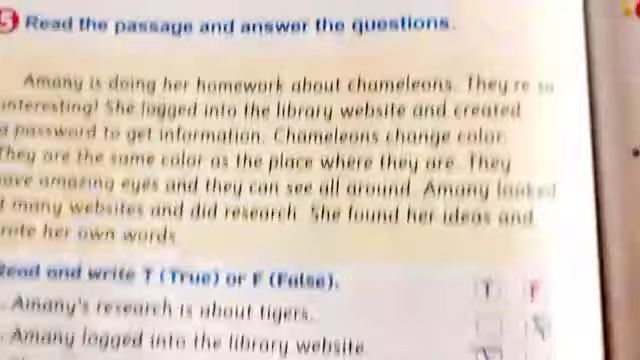 5 Read the passage and answer the questions.
Amany is doing her homework about chameleons. They're so
interesting! She logged into the library website and created
a password to get information. Chameleons change color.
They are the same color as the place where they are. They
have amazing eyes and they can see all around. Amany looked
at many websites and did research. She found her ideas and
wrote her own words
Read and write T (True) or F (False).
T F
Amany's research is about tigers.
Amany logged into the library website